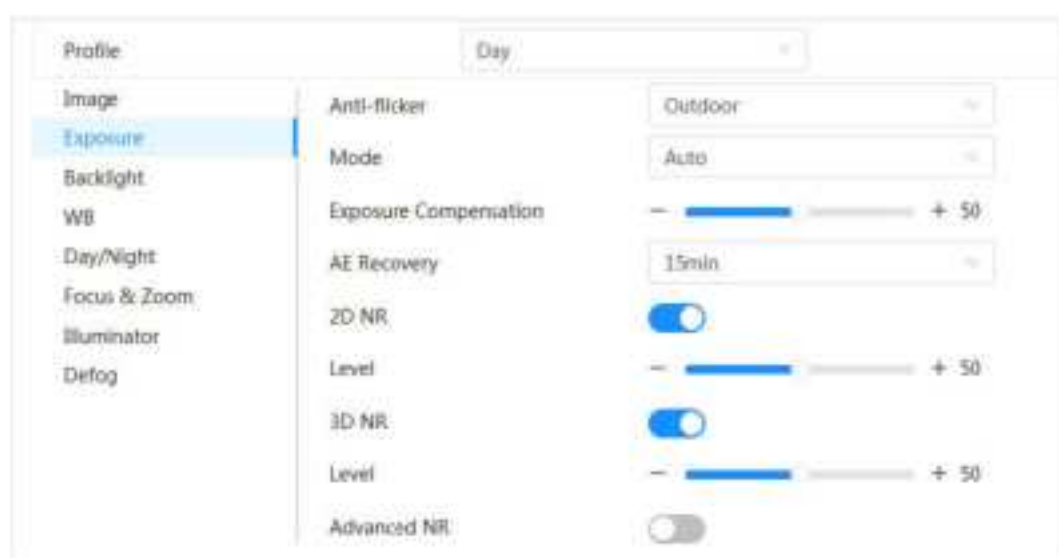 Profile Day
Image
Exposure
Backlight
WB
Day/Night
Focus & Zoom
Illuminator
Defog
Anti-flicker Outdoor
Mode Auto
Exposure Compensation − + 50
AE Recovery 15min
2D NR
Level − + 50
3D NR
Level − + 50
Advanced NR